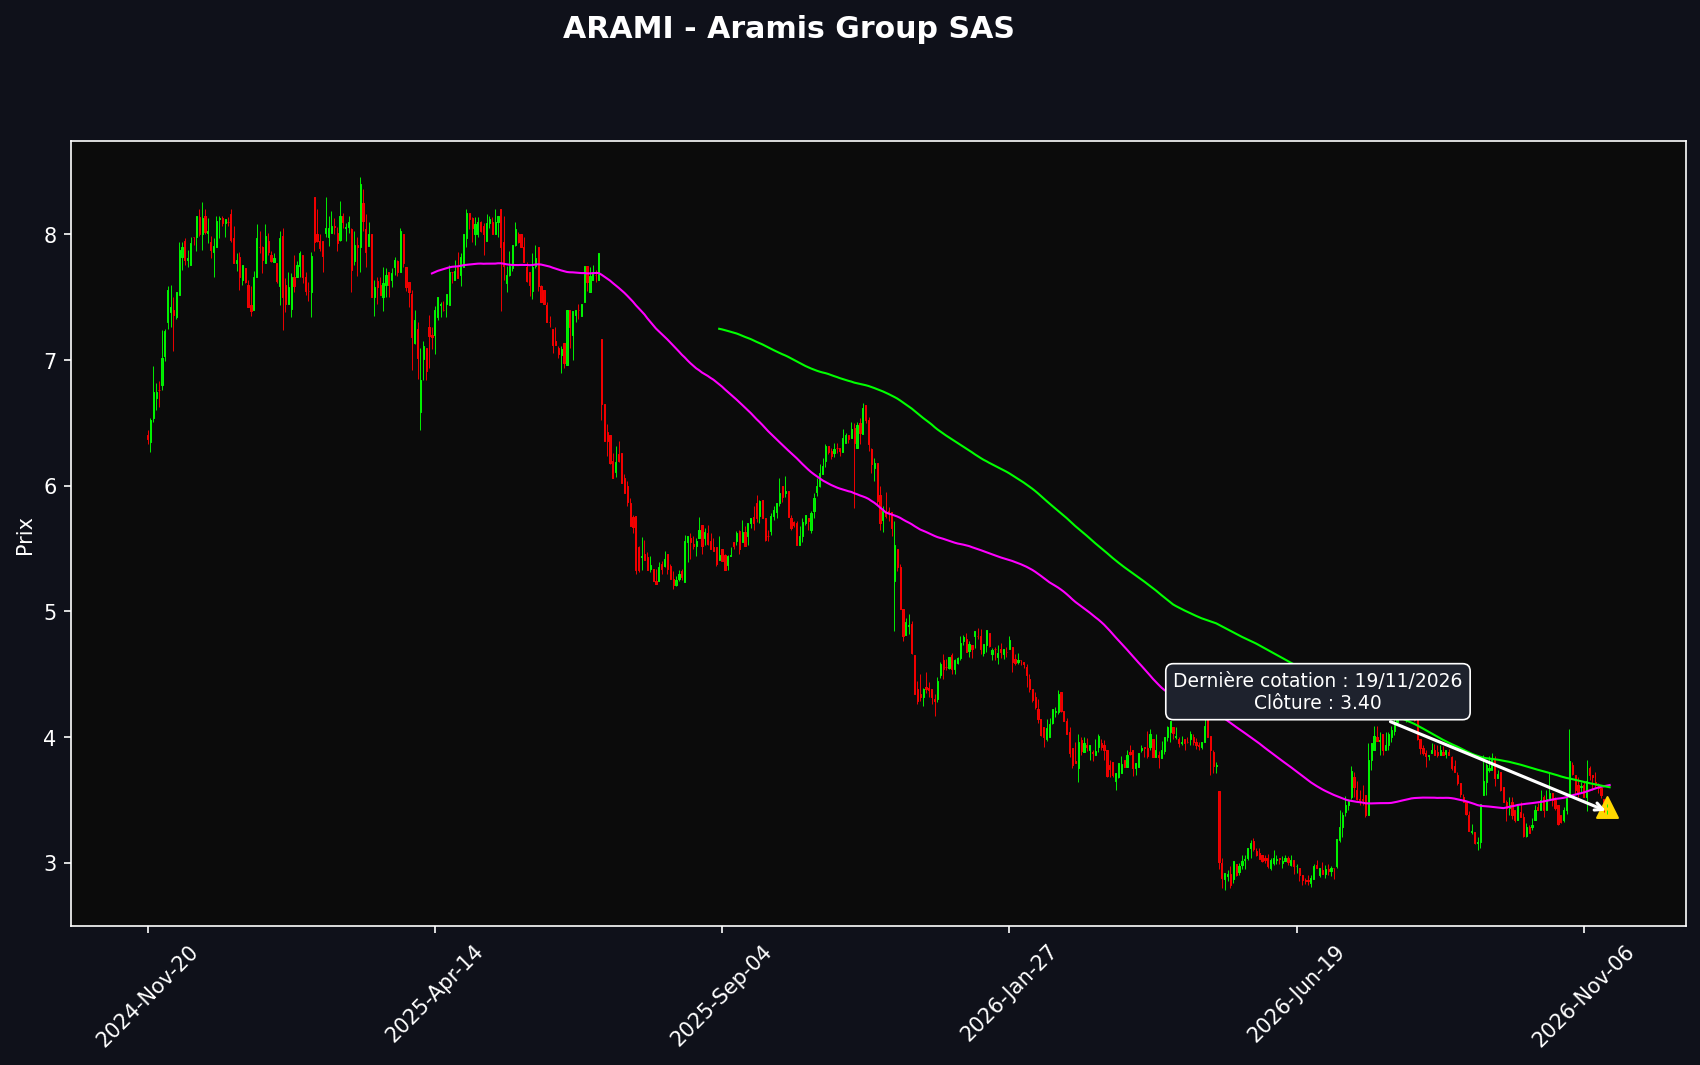 ARAMI - Aramis Group SAS
Prix
8
7
6
5
4
3
Dernière cotation : 19/11/2026
Clôture : 3.40
2024-Nov-20
2025-Apr-14
2025-Sep-04
2026-Jan-27
2026-Jun-19
2026-Nov-06